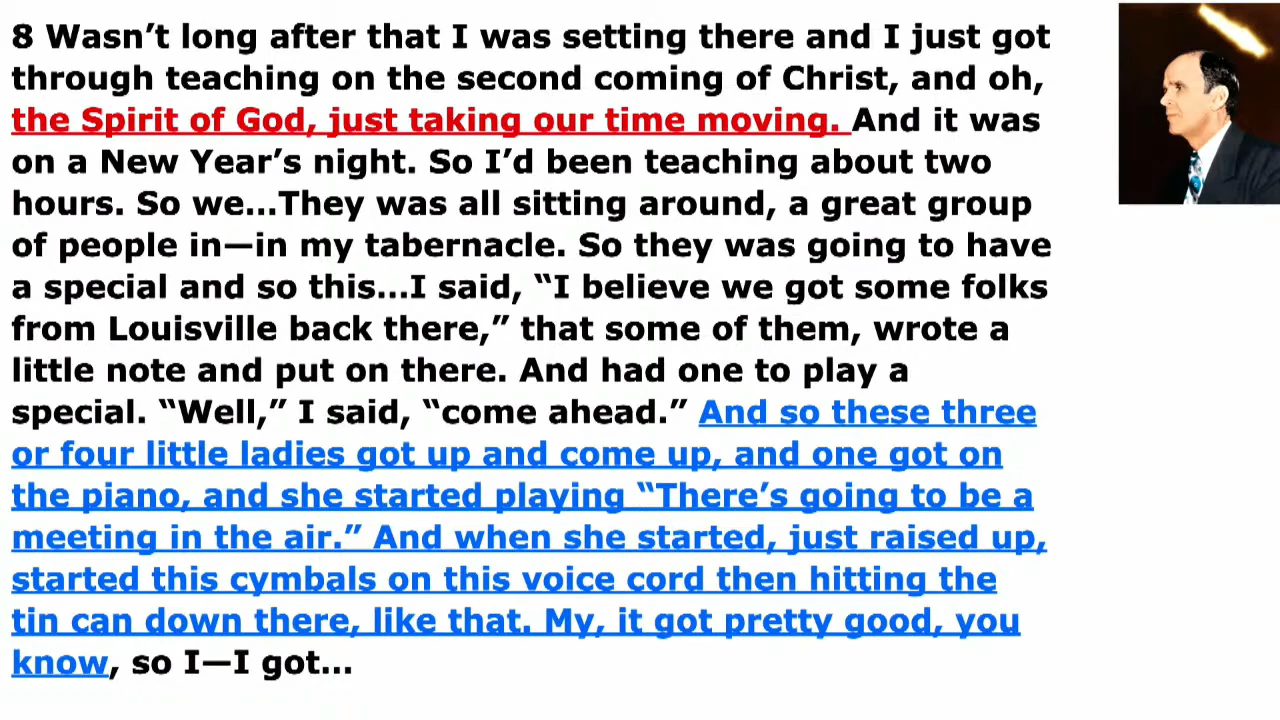 8 Wasn’t long after that I was setting there and I just got
through teaching on the second coming of Christ, and oh,
the Spirit of God, just taking our time moving. And it was
on a New Year’s night. So I’d been teaching about two
hours. So we...They was all sitting around, a great group
of people in—in my tabernacle. So they was going to have
a special and so this...I said, “I believe we got some folks
from Louisville back there,” that some of them, wrote a
little note and put on there. And had one to play a
special. “Well,” I said, “come ahead.” And so these three
or four little ladies got up and come up, and one got on
the piano, and she started playing “There’s going to be a
meeting in the air.” And when she started, just raised up,
started this cymbals on this voice cord then hitting the
tin can down there, like that. My, it got pretty good, you
know, so I—I got...